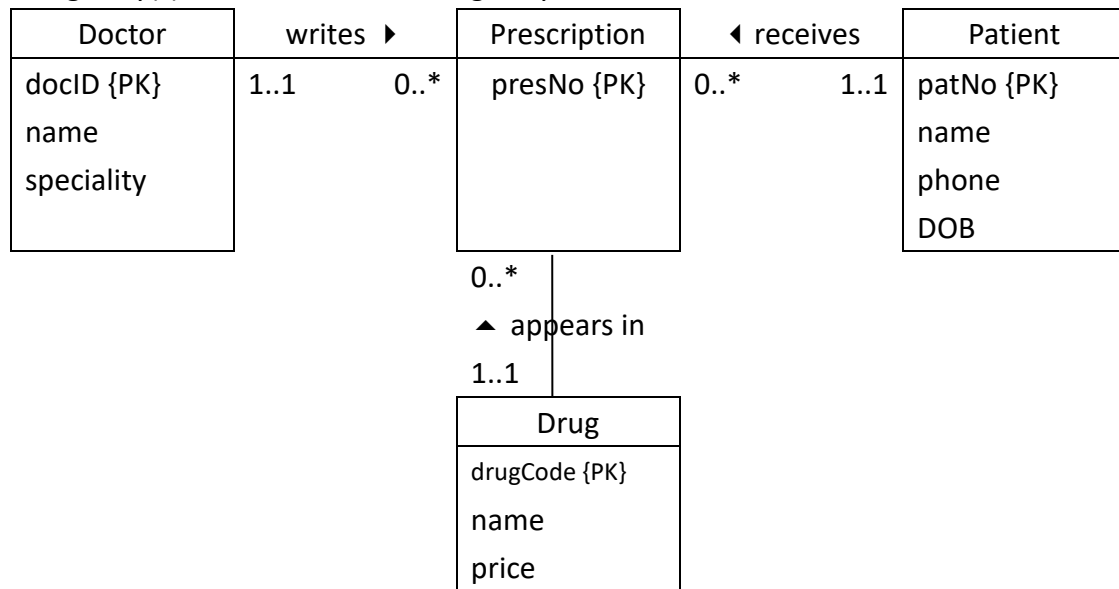 Doctor writes ▶ Prescription ◀ receives Patient
docID {PK} 1..1 0..* presNo {PK} 0..* 1..1 patNo {PK}
name name
speciality phone
DOB
0..*
▲ appears in
1..1
Drug
drugCode {PK}
name
price